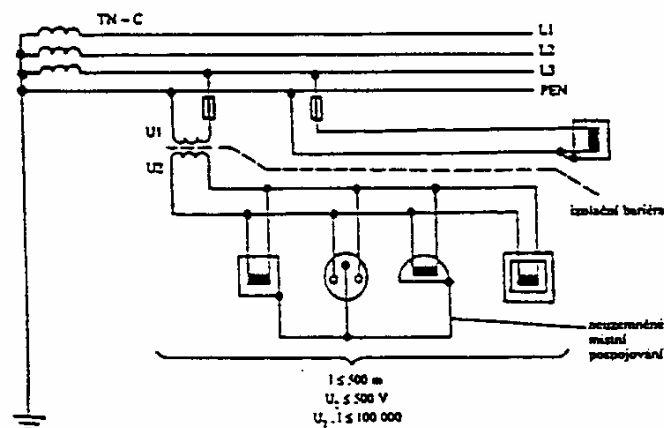 TN - C
L1
L2
L3
PEN
U1
U2
izolační bariéra
neuzemněné
místní
pospojování
l ≤ 500 m
U₂ ≤ 500 V
U₂ . l ≤ 100 000